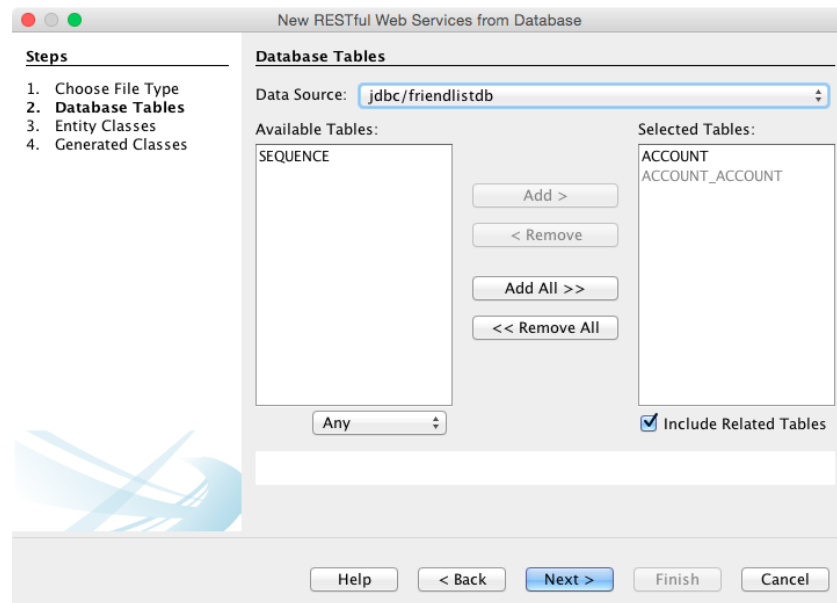 New RESTful Web Services from Database
Steps
1. Choose File Type
2. Database Tables
3. Entity Classes
4. Generated Classes
Database Tables
Data Source: jdbc/friendlistdb
Available Tables:
SEQUENCE
Any
Add >
< Remove
Add All >>
<< Remove All
Selected Tables:
ACCOUNT
ACCOUNT_ACCOUNT
Include Related Tables
Help < Back Next > Finish Cancel